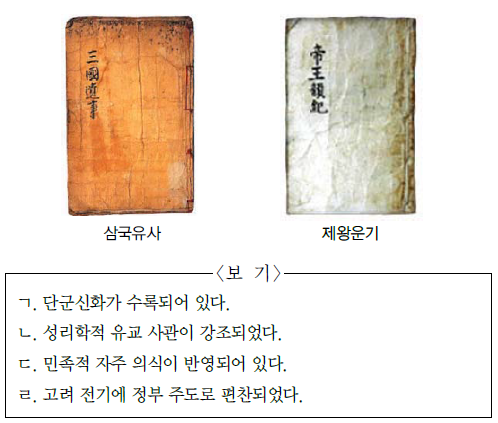 三國遺事
帝王韻紀
삼국유사
제왕운기
<보 기>
ㄱ. 단군신화가 수록되어 있다.
ㄴ. 성리학적 유교 사관이 강조되었다.
ㄷ. 민족적 자주 의식이 반영되어 있다.
ㄹ. 고려 전기에 정부 주도로 편찬되었다.